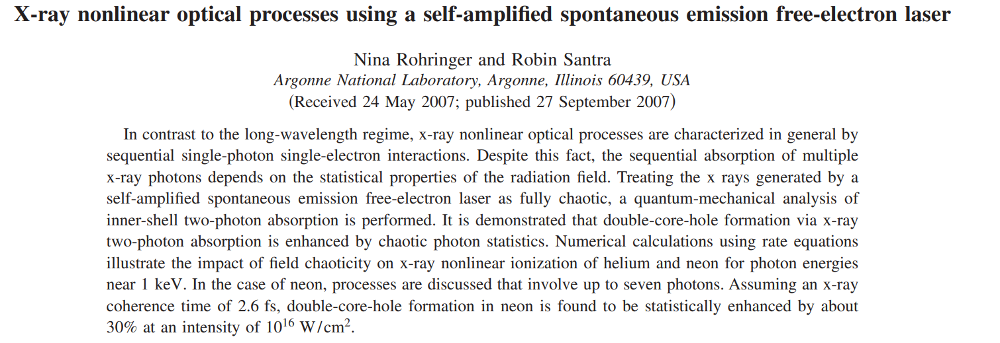 X-ray nonlinear optical processes using a self-amplified spontaneous emission free-electron laser
Nina Rohringer and Robin Santra
Argonne National Laboratory, Argonne, Illinois 60439, USA
(Received 24 May 2007; published 27 September 2007)
In contrast to the long-wavelength regime, x-ray nonlinear optical processes are characterized in general by
sequential single-photon single-electron interactions. Despite this fact, the sequential absorption of multiple
x-ray photons depends on the statistical properties of the radiation field. Treating the x rays generated by a
self-amplified spontaneous emission free-electron laser as fully chaotic, a quantum-mechanical analysis of
inner-shell two-photon absorption is performed. It is demonstrated that double-core-hole formation via x-ray
two-photon absorption is enhanced by chaotic photon statistics. Numerical calculations using rate equations
illustrate the impact of field chaoticity on x-ray nonlinear ionization of helium and neon for photon energies
near 1 keV. In the case of neon, processes are discussed that involve up to seven photons. Assuming an x-ray
coherence time of 2.6 fs, double-core-hole formation in neon is found to be statistically enhanced by about
30% at an intensity of 10¹⁶ W/cm².